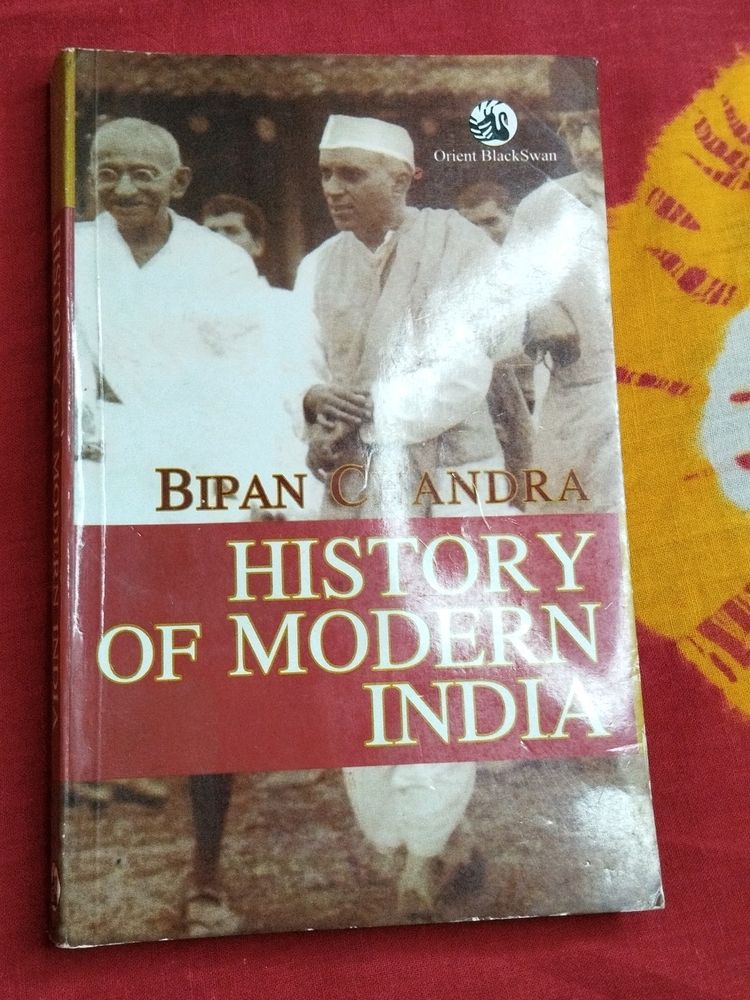 Orient BlackSwan
BIPAN CHANDRA
HISTORY
OF MODERN
INDIA
HISTORY OF MODERN INDIA